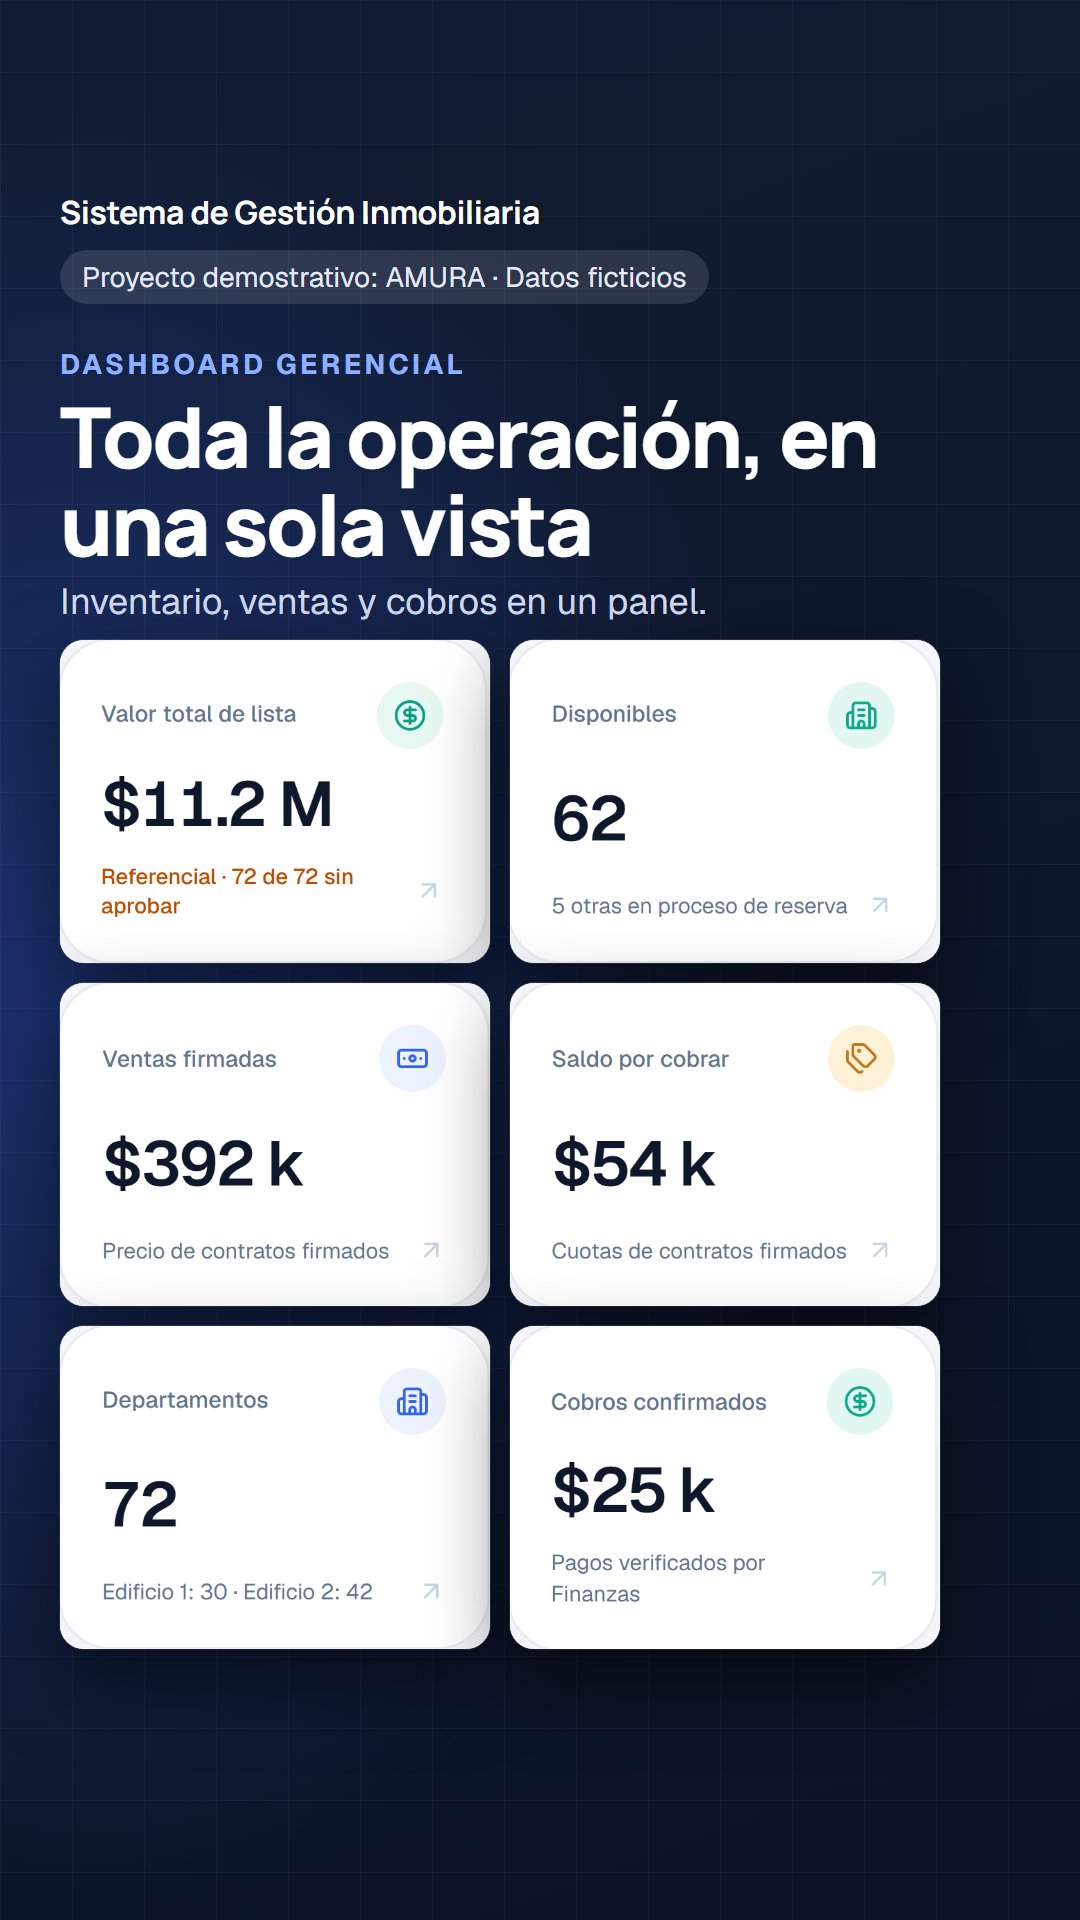 Sistema de Gestión Inmobiliaria
Proyecto demostrativo: AMURA · Datos ficticios
DASHBOARD GERENCIAL
Toda la operación, en
una sola vista
Inventario, ventas y cobros en un panel.
Valor total de lista
$11.2 M
Referencial · 72 de 72 sin
aprobar
Disponibles
62
5 otras en proceso de reserva
Ventas firmadas
$392 k
Precio de contratos firmados
Saldo por cobrar
$54 k
Cuotas de contratos firmados
Departamentos
72
Edificio 1: 30 · Edificio 2: 42
Cobros confirmados
$25 k
Pagos verificados por
Finanzas